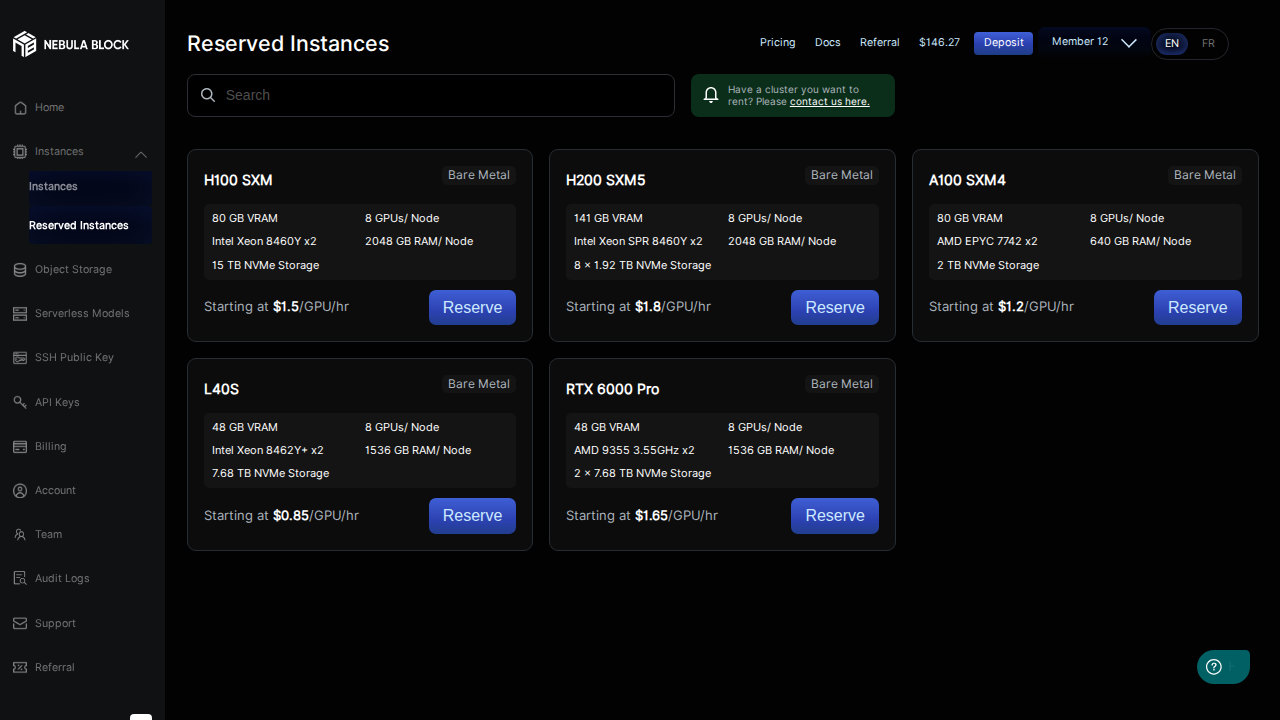 NEBULA BLOCK
Home
Instances
Instances
Reserved Instances
Object Storage
Serverless Models
SSH Public Key
API Keys
Billing
Account
Team
Audit Logs
Support
Referral
Reserved Instances
Pricing
Docs
Referral
$146.27
Deposit
Member 12
EN
FR
Search
Have a cluster you want to
rent? Please contact us here.
H100 SXM
Bare Metal
80 GB VRAM
8 GPUs/ Node
Intel Xeon 8460Y x2
2048 GB RAM/ Node
15 TB NVMe Storage
Starting at $1.5/GPU/hr
Reserve
H200 SXM5
Bare Metal
141 GB VRAM
8 GPUs/ Node
Intel Xeon SPR 8460Y x2
2048 GB RAM/ Node
8 × 1.92 TB NVMe Storage
Starting at $1.8/GPU/hr
Reserve
A100 SXM4
Bare Metal
80 GB VRAM
8 GPUs/ Node
AMD EPYC 7742 x2
640 GB RAM/ Node
2 TB NVMe Storage
Starting at $1.2/GPU/hr
Reserve
L40S
Bare Metal
48 GB VRAM
8 GPUs/ Node
Intel Xeon 8462Y+ x2
1536 GB RAM/ Node
7.68 TB NVMe Storage
Starting at $0.85/GPU/hr
Reserve
RTX 6000 Pro
Bare Metal
48 GB VRAM
8 GPUs/ Node
AMD 9355 3.55GHz x2
1536 GB RAM/ Node
2 × 7.68 TB NVMe Storage
Starting at $1.65/GPU/hr
Reserve